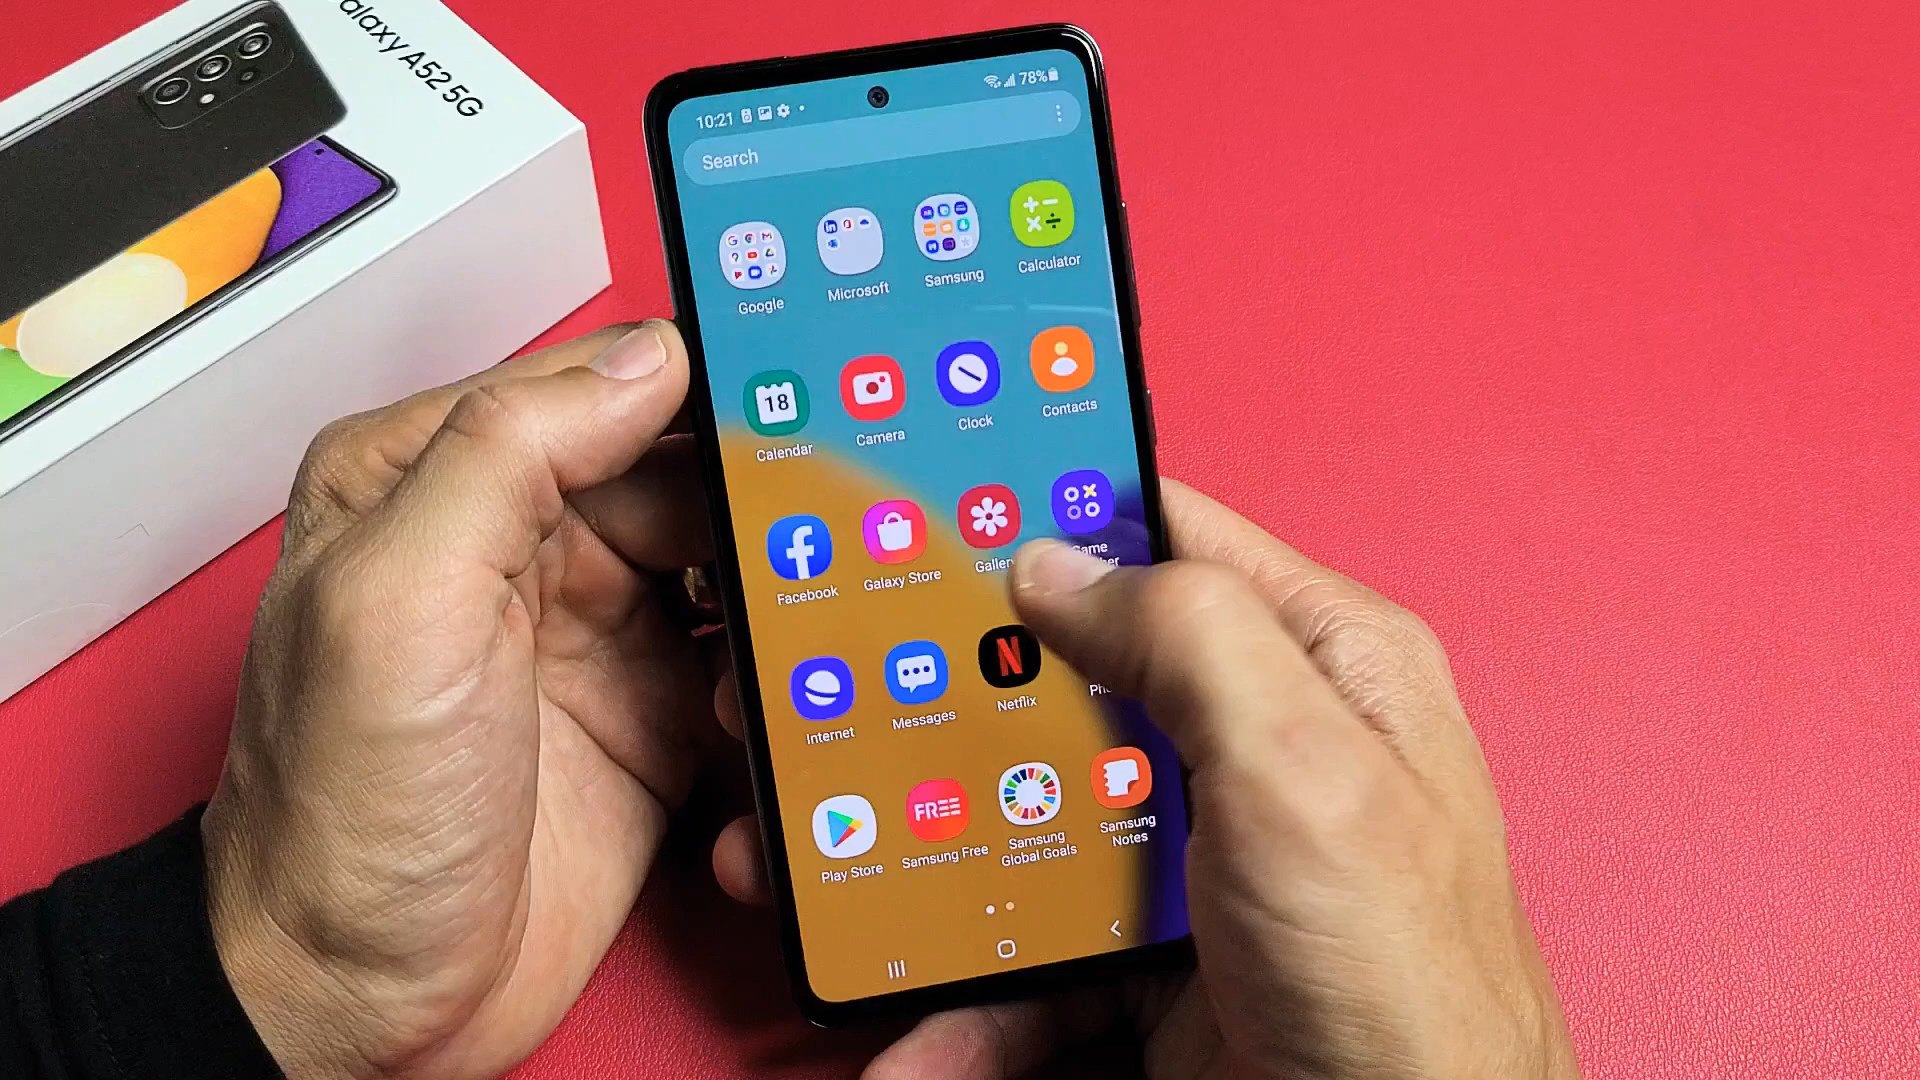 alaxy A52 5G
10:21
78%
Search
Google
Microsoft
Samsung
Calculator
18
Calendar
Camera
Clock
Contacts
Facebook
Galaxy Store
Gallery
Internet
Messages
N
Netflix
Play Store
FREE
Samsung Free
Samsung
Global Goals
Samsung
Notes